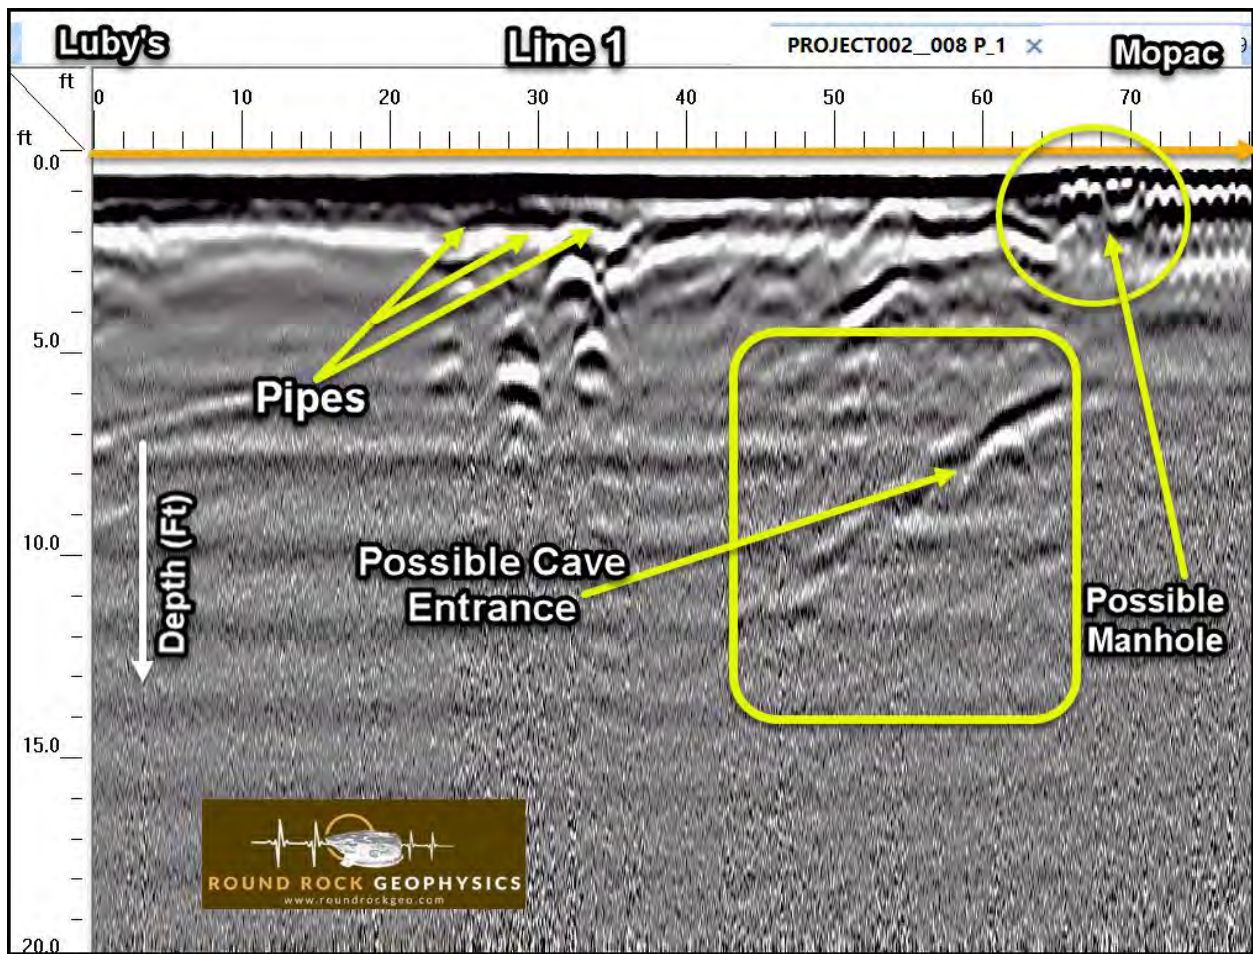 Luby's
Line 1
PROJECT002__008 P_1
Mopac
ft
0 10 20 30 40 50 60 70
ft
0.0
5.0
Pipes
10.0
Depth (Ft)
Possible Cave
Entrance
Possible
Manhole
15.0
ROUND ROCK GEOPHYSICS
www.roundrockgeo.com
20.0